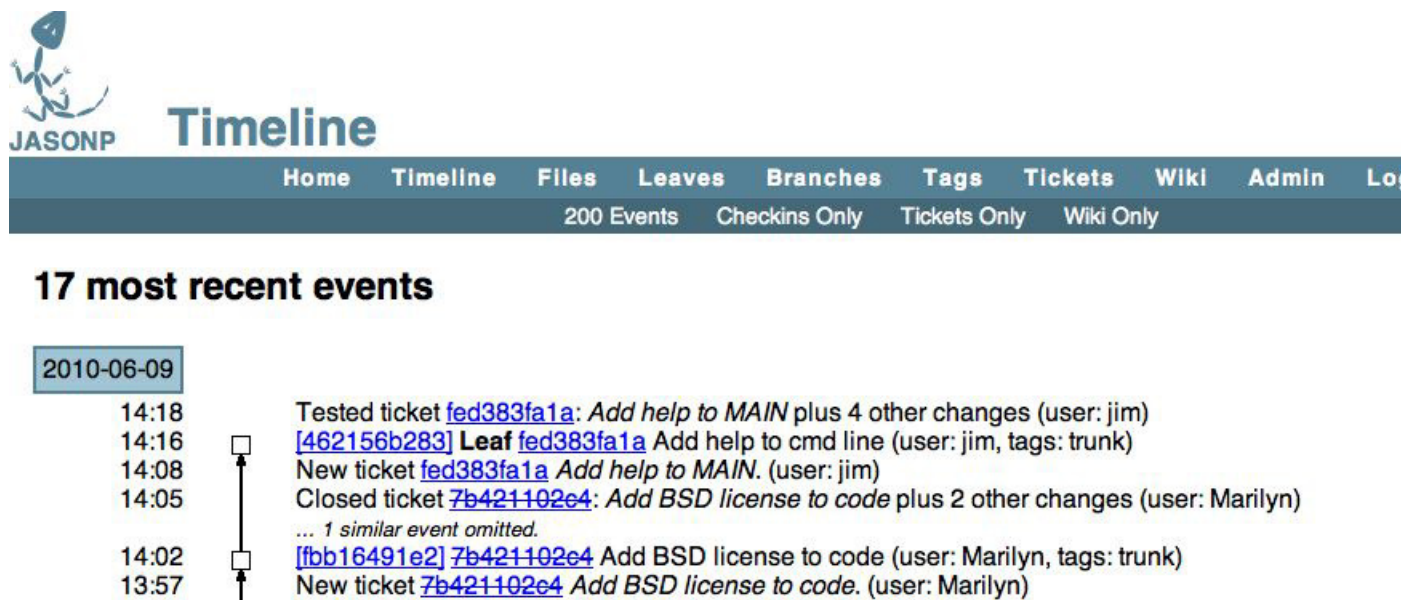 JASONP
Timeline
Home Timeline Files Leaves Branches Tags Tickets Wiki Admin
200 Events Checkins Only Tickets Only Wiki Only
17 most recent events
2010-06-09
14:18 Tested ticket fed383fa1a: Add help to MAIN plus 4 other changes (user: jim)
14:16 [462156b283] Leaf fed383fa1a Add help to cmd line (user: jim, tags: trunk)
14:08 New ticket fed383fa1a Add help to MAIN. (user: jim)
14:05 Closed ticket 7b421102c4: Add BSD license to code plus 2 other changes (user: Marilyn)
... 1 similar event omitted.
14:02 [fbb16491e2] 7b421102c4 Add BSD license to code (user: Marilyn, tags: trunk)
13:57 New ticket 7b421102c4 Add BSD license to code. (user: Marilyn)